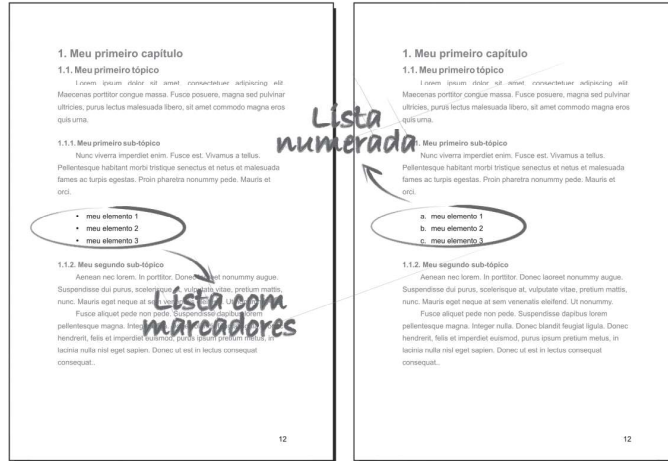 1. Meu primeiro capítulo
1.1. Meu primeiro tópico
Lorem ipsum dolor sit amet, consectetuer adipiscing elit.
Maecenas porttitor congue massa. Fusce posuere, magna sed pulvinar
ultricies, purus lectus malesuada libero, sit amet commodo magna eros
quis urna.
1.1.1. Meu primeiro sub-tópico
Nunc viverra imperdiet enim. Fusce est. Vivamus a tellus.
Pellentesque habitant morbi tristique senectus et netus et malesuada
fames ac turpis egestas. Proin pharetra nonummy pede. Mauris et
orci.
• meu elemento 1
• meu elemento 2
• meu elemento 3
1.1.2. Meu segundo sub-tópico
Aenean nec lorem. In porttitor. Donec laoreet nonummy augue.
Suspendisse dui purus, scelerisque at, vulputate vitae, pretium mattis,
nunc. Mauris eget neque at sem
Fusce aliquet pede non pede. Suspendisse dapibus lorem
pellentesque magna.
hendrerit, felis et imperdiet euismod, purus ipsum pretium metus, in
lacinia nulla nisl eget sapien. Donec ut est in lectus consequat
consequat..
12
Lista com
marcadores
Lista
numerada
1. Meu primeiro capítulo
1.1. Meu primeiro tópico
Lorem ipsum dolor sit amet, consectetuer adipiscing elit.
Maecenas porttitor congue massa. Fusce posuere, magna sed pulvinar
ultricies, purus lectus malesuada libero, sit amet commodo magna eros
quis urna.
1. Meu primeiro sub-tópico
Nunc viverra imperdiet enim. Fusce est. Vivamus a tellus.
Pellentesque habitant morbi tristique senectus et netus et malesuada
fames ac turpis egestas. Proin pharetra nonummy pede. Mauris et
orci.
a. meu elemento 1
b. meu elemento 2
c. meu elemento 3
1.1.2. Meu segundo sub-tópico
Aenean nec lorem. In porttitor. Donec laoreet nonummy augue.
Suspendisse dui purus, scelerisque at, vulputate vitae, pretium mattis,
nunc. Mauris eget neque at sem venenatis eleifend. Ut nonummy.
Fusce aliquet pede non pede. Suspendisse dapibus lorem
pellentesque magna. Integer nulla. Donec blandit feugiat ligula. Donec
hendrerit, felis et imperdiet euismod, purus ipsum pretium metus, in
lacinia nulla nisl eget sapien. Donec ut est in lectus consequat
consequat..
12